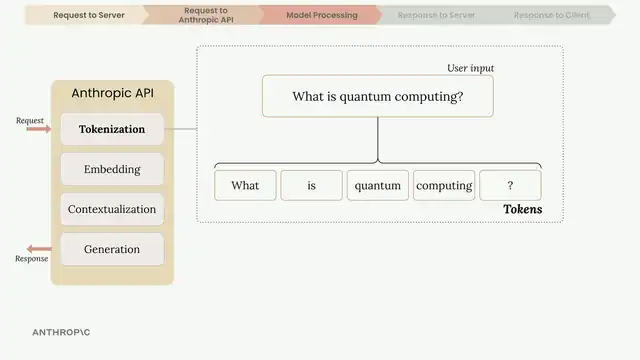 Request to Server
Request to
Anthropic API
Model Processing
Response to Server
Response to Client
Anthropic API
Request
Tokenization
Embedding
Contextualization
Generation
Response
User input
What is quantum computing?
What
is
quantum
computing
?
Tokens
ANTHROP\C